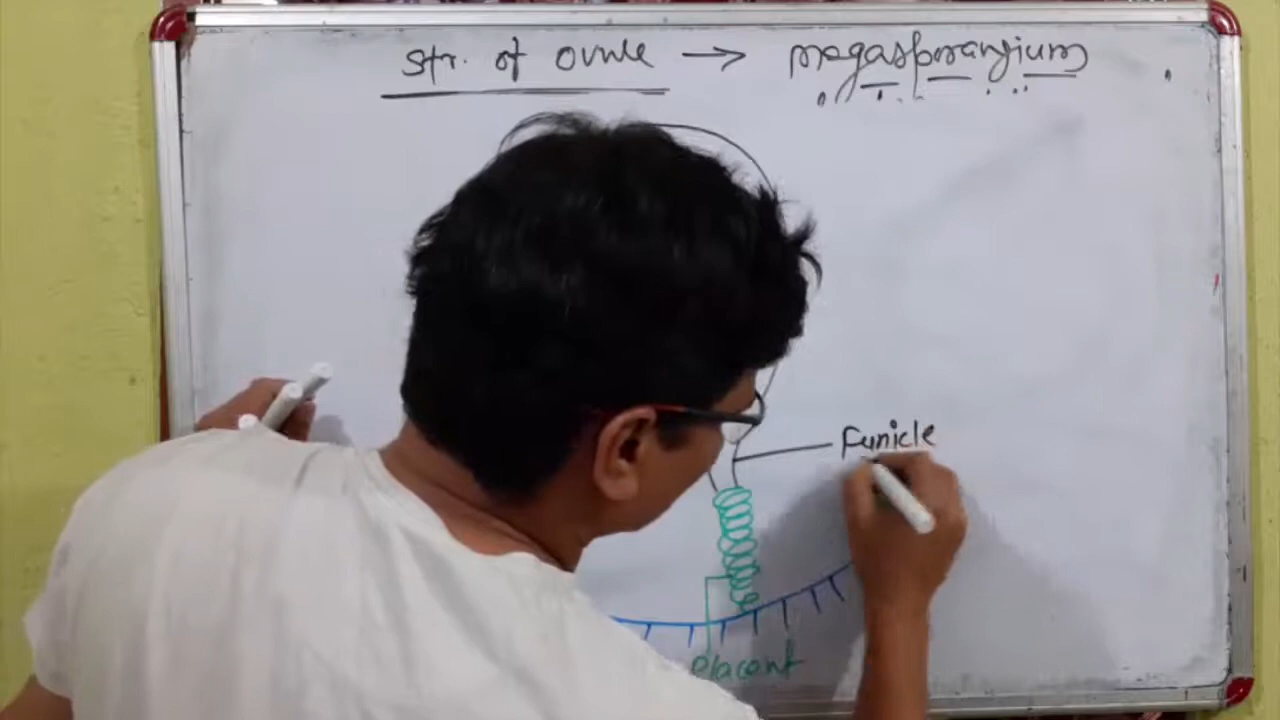 Str. of ovule → megasporangium
Funicle
Placent